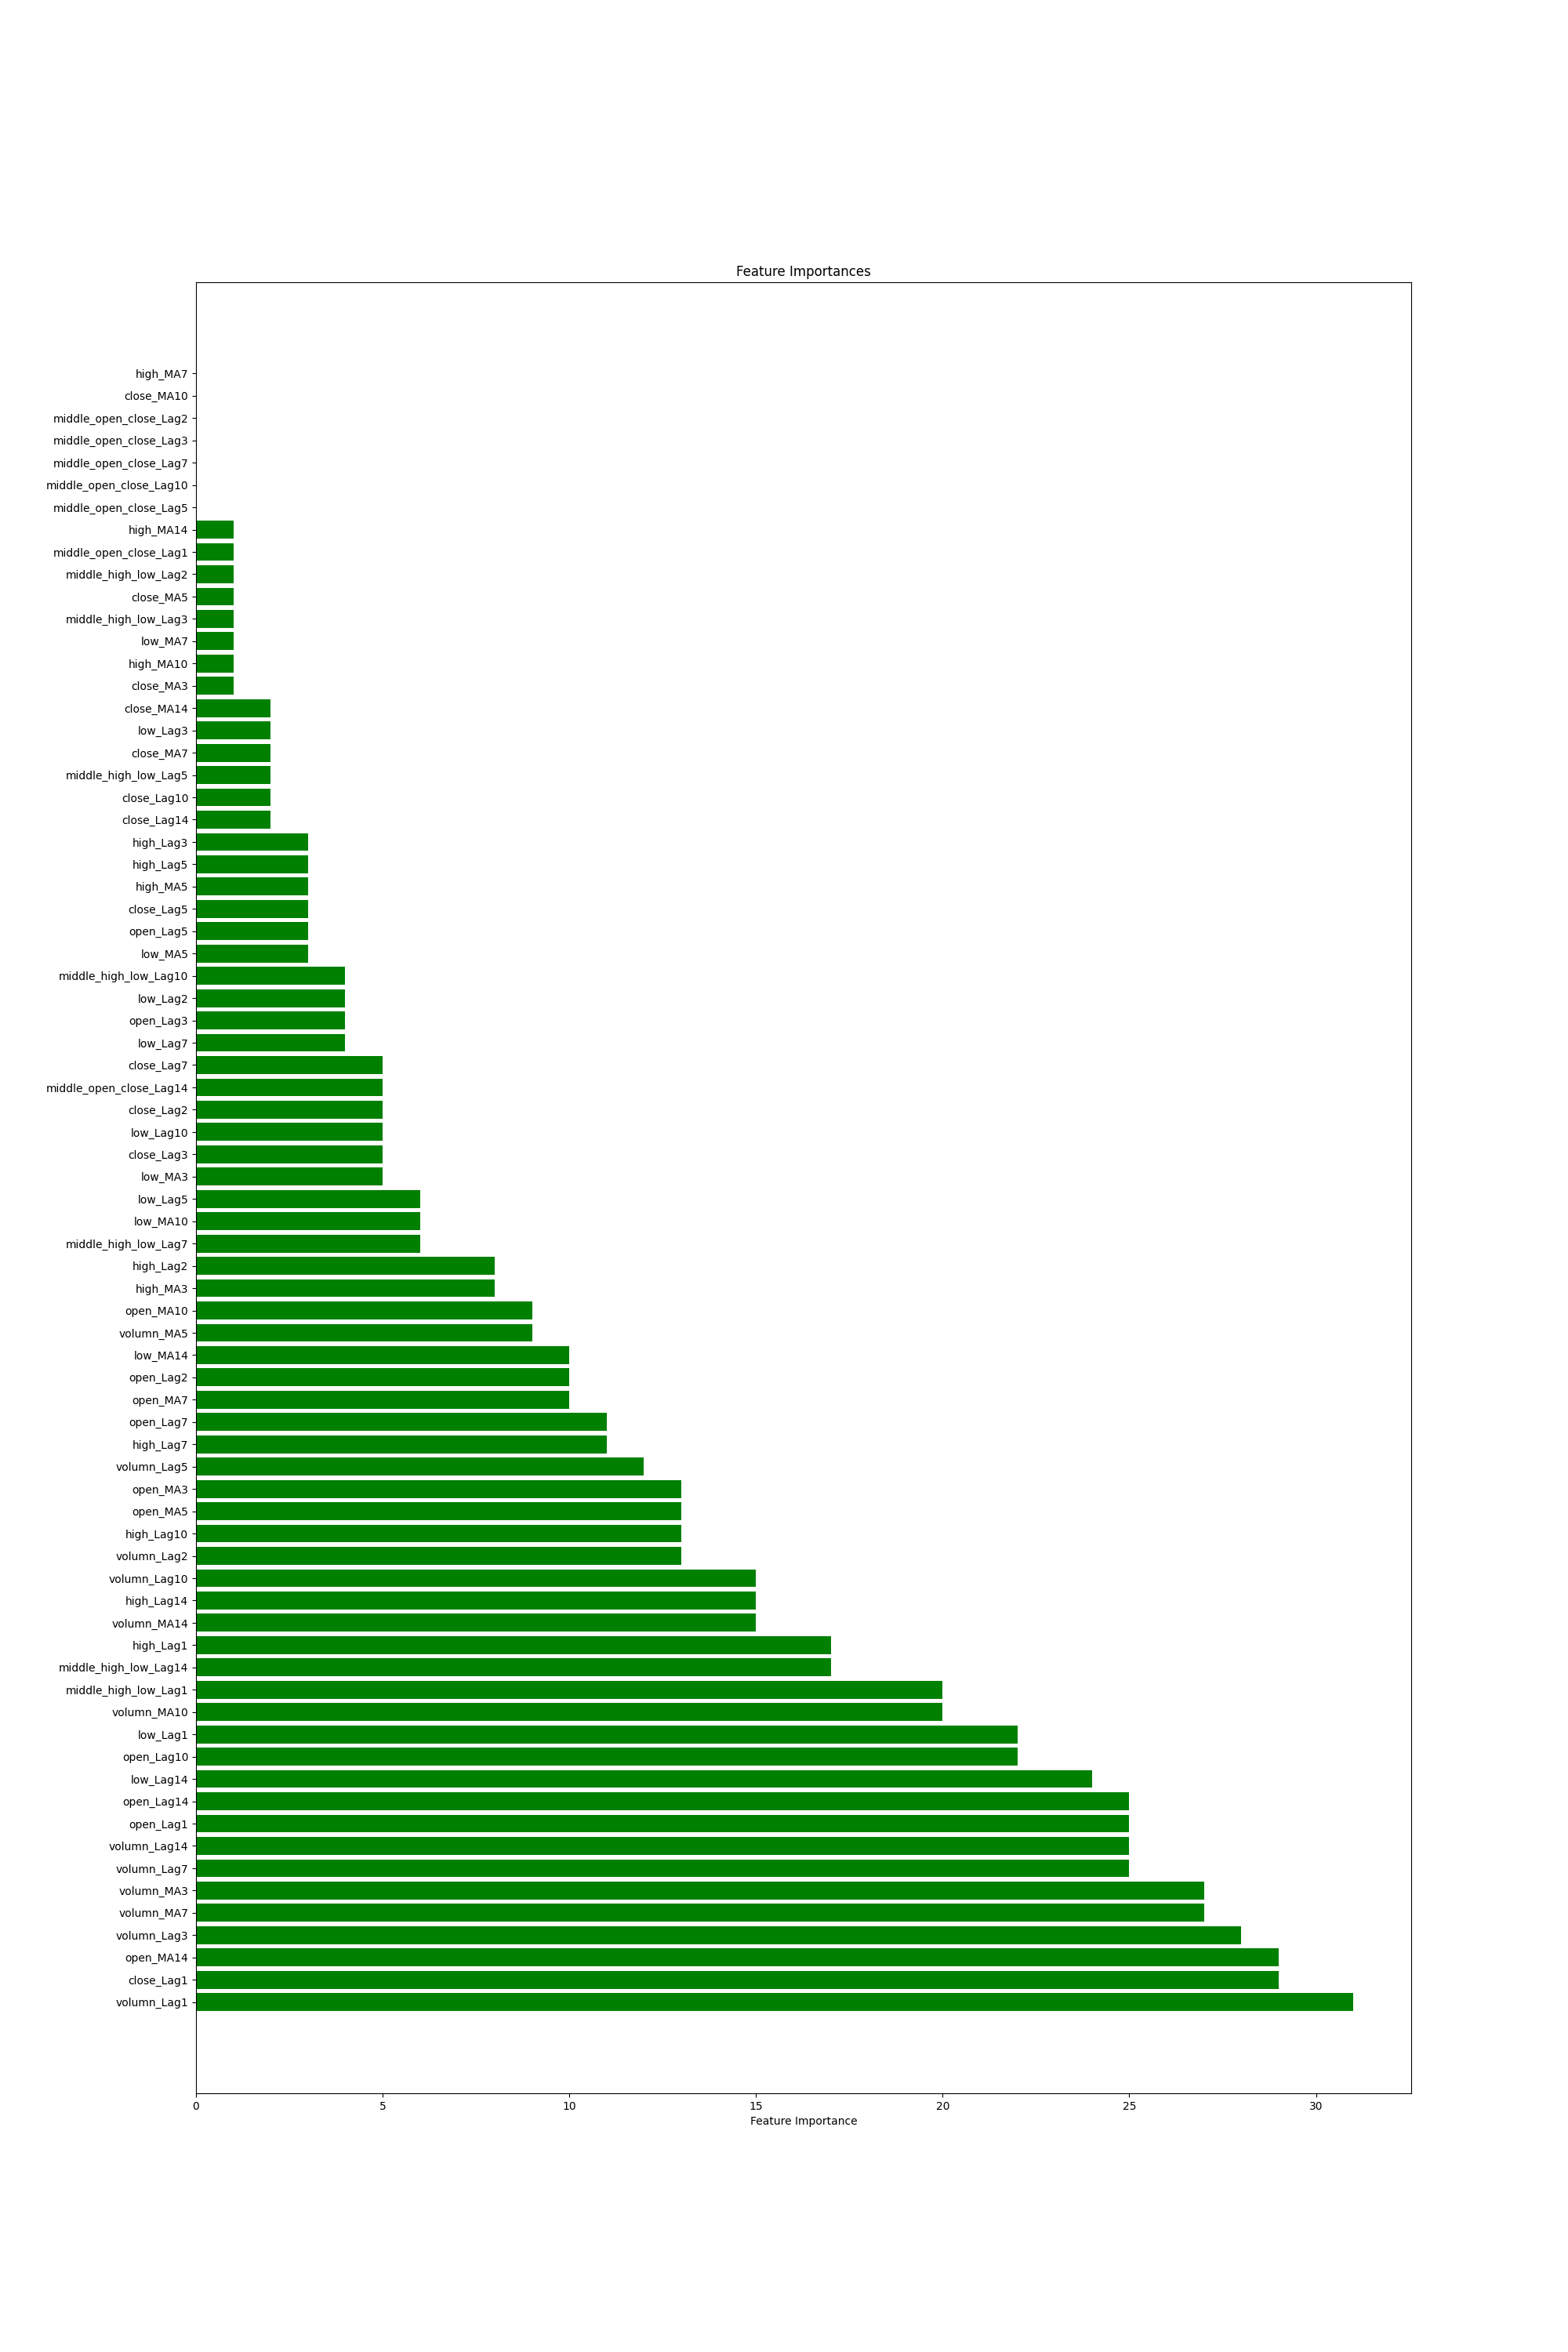 Feature Importances
high_MA7
close_MA10
middle_open_close_Lag2
middle_open_close_Lag3
middle_open_close_Lag7
middle_open_close_Lag10
middle_open_close_Lag5
high_MA14
middle_open_close_Lag1
middle_high_low_Lag2
close_MA5
middle_high_low_Lag3
low_MA7
high_MA10
close_MA3
close_MA14
low_Lag3
close_MA7
middle_high_low_Lag5
close_Lag10
close_Lag14
high_Lag3
high_Lag5
high_MA5
close_Lag5
open_Lag5
low_MA5
middle_high_low_Lag10
low_Lag2
open_Lag3
low_Lag7
close_Lag7
middle_open_close_Lag14
close_Lag2
low_Lag10
close_Lag3
low_MA3
low_Lag5
low_MA10
middle_high_low_Lag7
high_Lag2
high_MA3
open_MA10
volumn_MA5
low_MA14
open_Lag2
open_MA7
open_Lag7
high_Lag7
volumn_Lag5
open_MA3
open_MA5
high_Lag10
volumn_Lag2
volumn_Lag10
high_Lag14
volumn_MA14
high_Lag1
middle_high_low_Lag14
middle_high_low_Lag1
volumn_MA10
low_Lag1
open_Lag10
low_Lag14
open_Lag14
open_Lag1
volumn_Lag14
volumn_Lag7
volumn_MA3
volumn_MA7
volumn_Lag3
open_MA14
close_Lag1
volumn_Lag1
0 5 10 15 20 25 30
Feature Importance